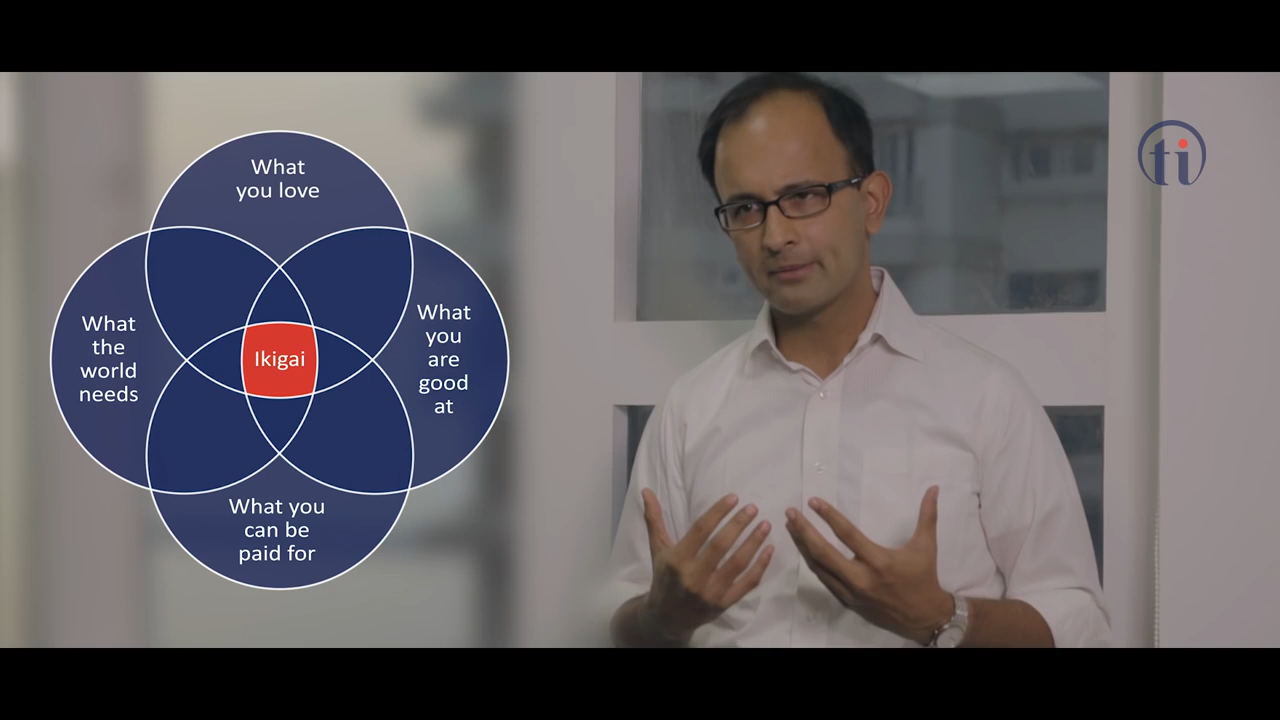 What
you love
What
the
world
needs
Ikigai
What
you
are
good
at
What you
can be
paid for
ti